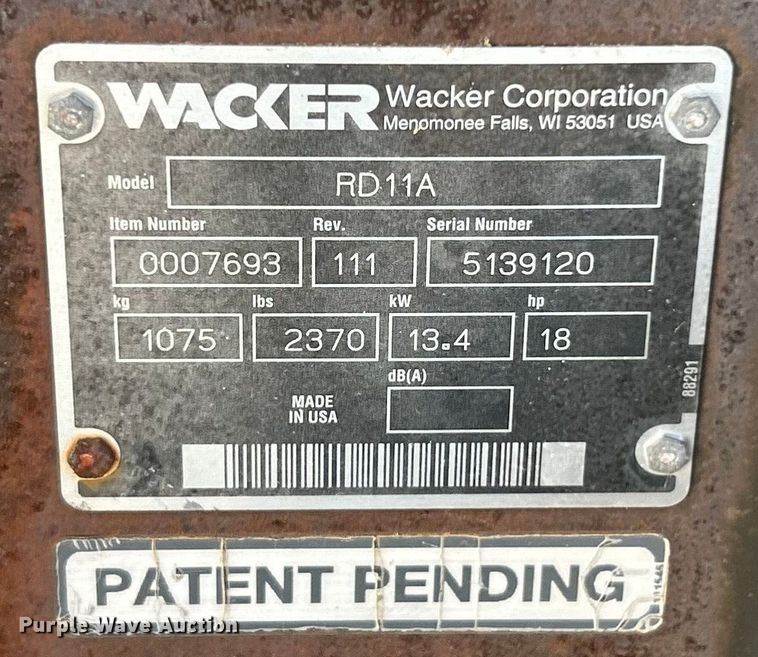 WACKER Wacker Corporation
Menomonee Falls, WI 53051 USA
Model RD11A
Item Number Rev. Serial Number
0007693 111 5139120
kg lbs kW hp
1075 2370 13.4 18
dB(A)
MADE
IN USA
88291
PATENT PENDING
Purple Wave Auction